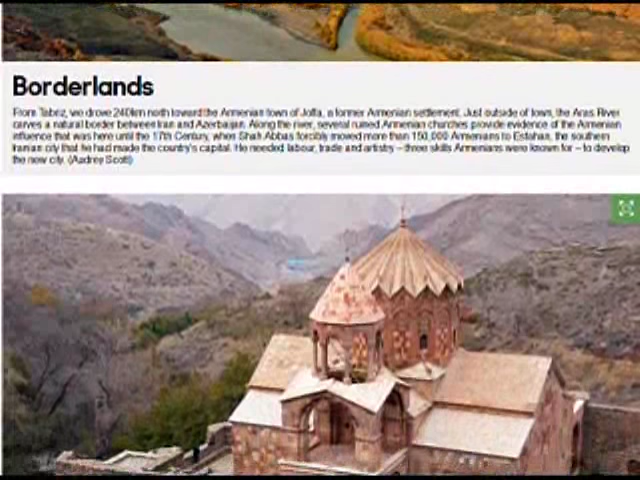 Borderlands
From Tabriz, we drove 240km north toward the Armenian town of Jolfa, a former Armenian settlement. Just outside of town, the Aras River
carves a natural border between Iran and Azerbaijan. Along the river, several ruined Armenian churches provide evidence of the Armenian
influence that was here until the 17th Century, when Shah Abbas forcibly moved more than 150,000 Armenians to Esfahan, the southern
Iranian city that he had made the country's capital. He needed labour, trade and artistry – three skills Armenians were known for – to develop
the new city. (Audrey Scott)